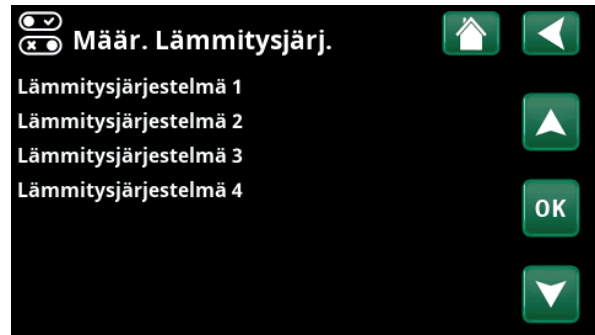 Määr. Lämmitysjärj.
Lämmitysjärjestelmä 1
Lämmitysjärjestelmä 2
Lämmitysjärjestelmä 3
Lämmitysjärjestelmä 4
OK